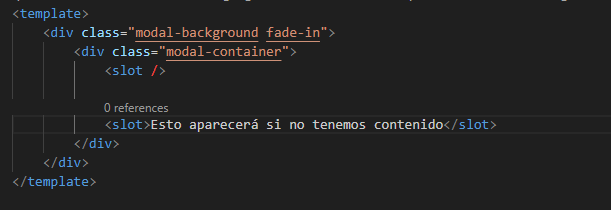 <template>
<div class="modal-background fade-in">
<div class="modal-container">
<slot />
0 references
<slot>Esto aparecerá si no tenemos contenido</slot>
</div>
</div>
</template>